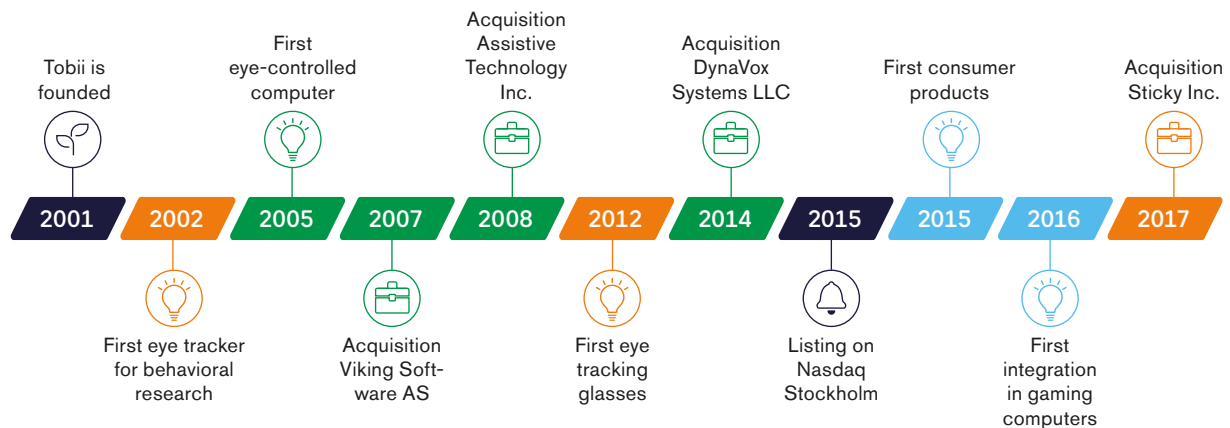 Tobii is
founded
First
eye-controlled
computer
Acquisition
Assistive
Technology
Inc.
Acquisition
DynaVox
Systems LLC
First consumer
products
Acquisition
Sticky Inc.
2001
2002
2005
2007
2008
2012
2014
2015
2015
2016
2017
First eye tracker
for behavioral
research
Acquisition
Viking Soft-
ware AS
First eye
tracking
glasses
Listing on
Nasdaq
Stockholm
First
integration
in gaming
computers